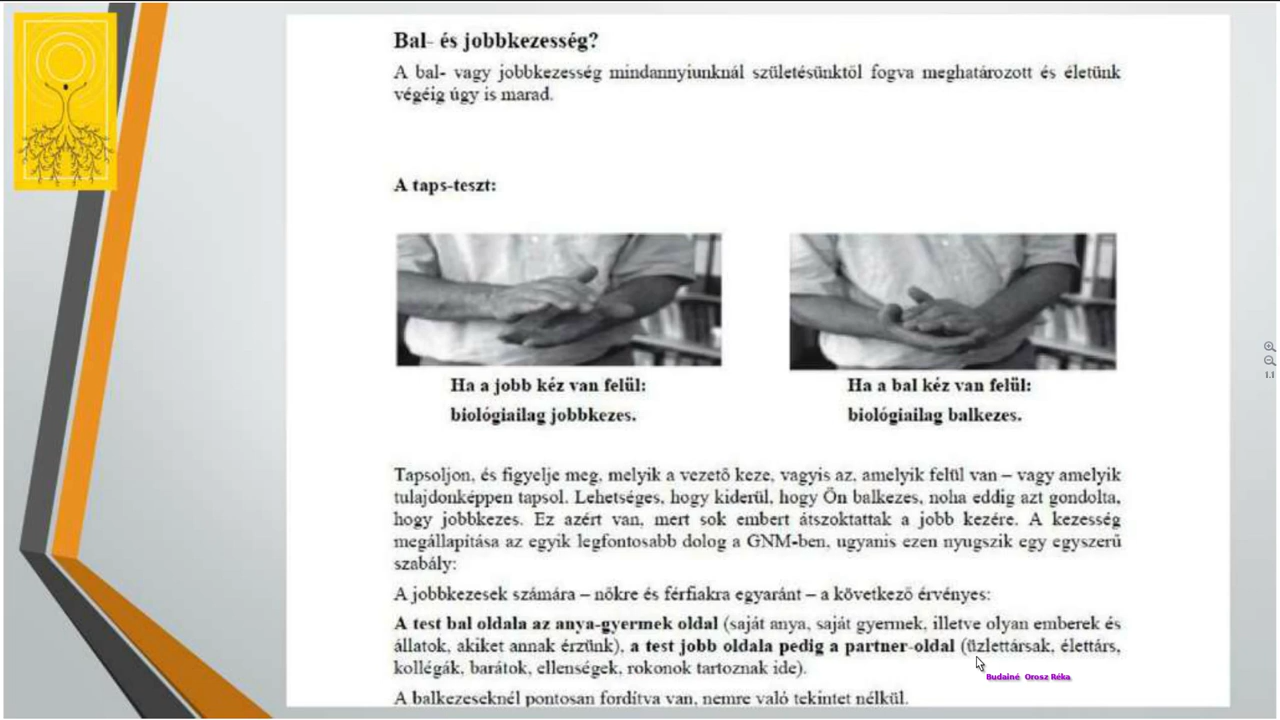 Bal- és jobbkezesség?
A bal- vagy jobbkezesség mindannyiunknál születésünktől fogva meghatározott és életünk
végéig úgy is marad.
A taps-teszt:
Ha a jobb kéz van felül:
biológiailag jobbkezes.
Ha a bal kéz van felül:
biológiailag balkezes.
Tapsoljon, és figyelje meg, melyik a vezető keze, vagyis az, amelyik felül van – vagy amelyik
tulajdonképpen tapsol. Lehetséges, hogy kiderül, hogy Ön balkezes, noha eddig azt gondolta,
hogy jobbkezes. Ez azért van, mert sok embert átszoktattak a jobb kezére. A kezesség
megállapítása az egyik legfontosabb dolog a GNM-ben, ugyanis ezen nyugszik egy egyszerű
szabály:
A jobbkezesek számára – nőkre és férfiakra egyaránt – a következő érvényes:
A test bal oldala az anya-gyermek oldal (saját anya, saját gyermek, illetve olyan emberek és
állatok, akiket annak érzünk), a test jobb oldala pedig a partner-oldal (üzlettársak, élettárs,
kollégák, barátok, ellenségek, rokonok tartoznak ide).
Budainé Orosz Réka
A balkezeseknél pontosan fordítva van, nemre való tekintet nélkül.
1:1